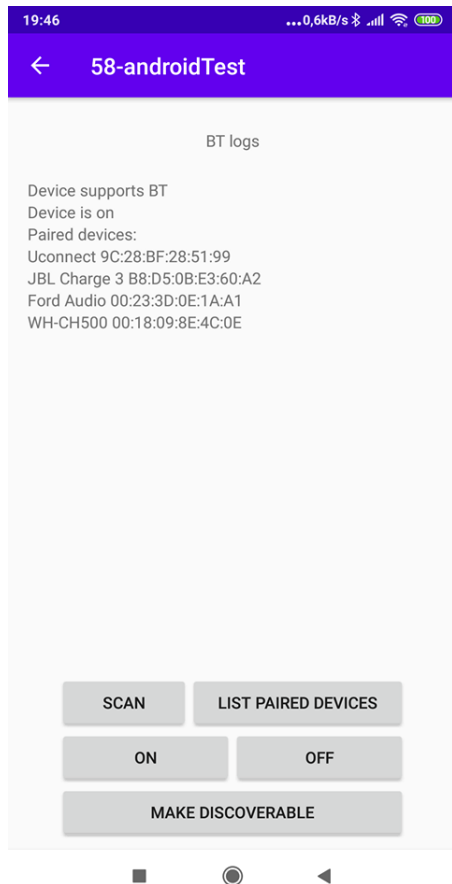 19:46
...0,6kB/s 100
58-androidTest
BT logs
Device supports BT
Device is on
Paired devices:
Uconnect 9C:28:BF:28:51:99
JBL Charge 3 B8:D5:0B:E3:60:A2
Ford Audio 00:23:3D:0E:1A:A1
WH-CH500 00:18:09:8E:4C:0E
SCAN LIST PAIRED DEVICES
ON OFF
MAKE DISCOVERABLE